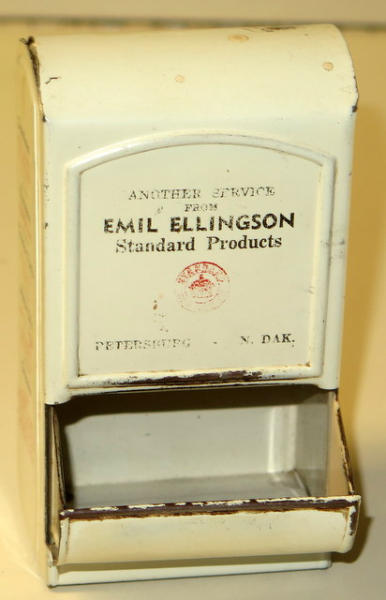 ANOTHER SERVICE
FROM
EMIL ELLINGSON
Standard Products
PETERSBURG - N. DAK.